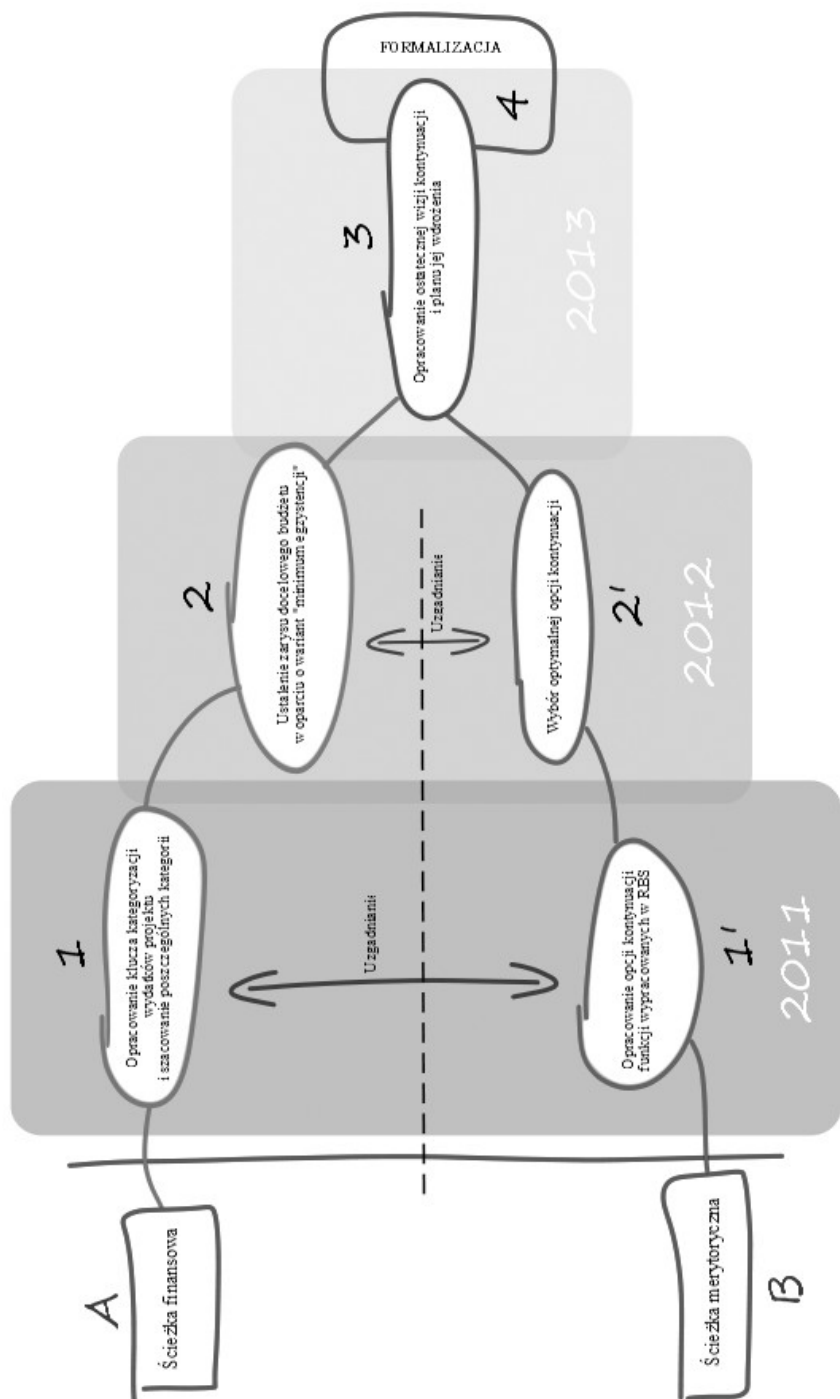 A
Ścieżka finansowa
1
Opracowanie klucza kategoryzacji
wydatków projektu
i szacowanie poszczególnych kategorii
2
Ustalenie zarysu docelowego budżetu
w oparciu o wariant "minimum egzystencji"
3
Opracowanie ostatecznej wizji kontynuacji
i planu jej wdrożenia
FORMALIZACJA
4
Uzgadnianie
Uzgadnianie
B
Ścieżka merytoryczna
1'
Opracowanie opcji kontynuacji
funkcji wypracowanych w RBS
2'
Wybór optymalnej opcji kontynuacji
2011
2012
2013